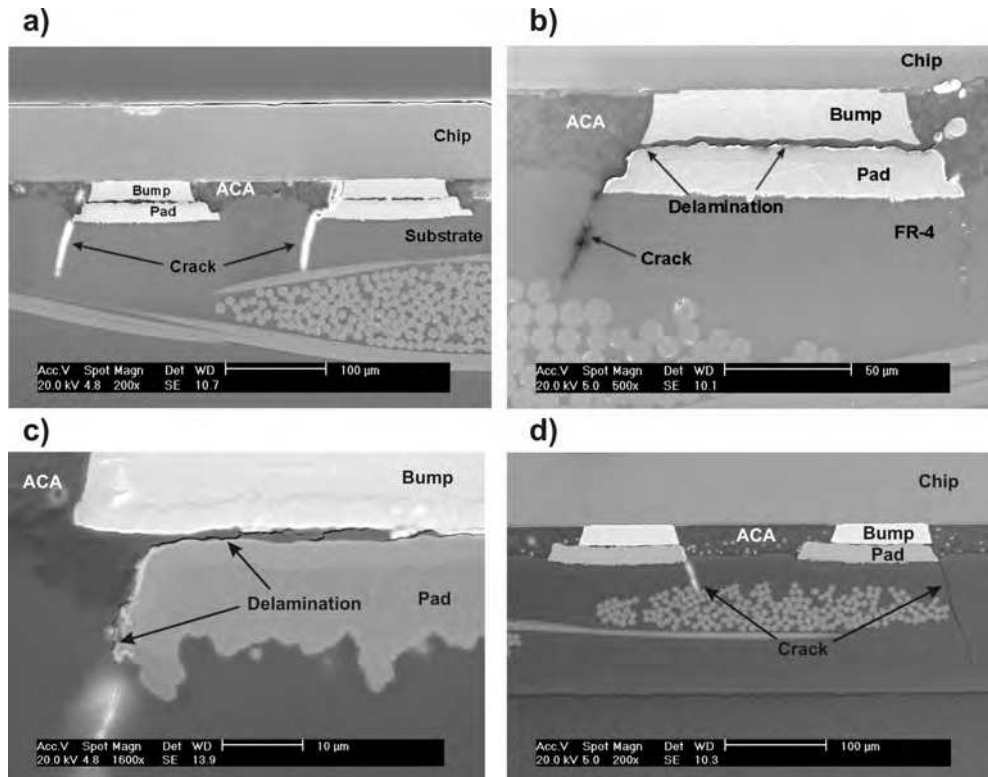 a)
Chip
Bump
ACA
Pad
Substrate
Crack
Acc.V Spot Magn Det WD
20.0 kV 4.8 200x SE 10.7
100 µm
b)
Chip
ACA
Bump
Pad
Delamination
FR-4
Crack
Acc.V Spot Magn Det WD
20.0 kV 5.0 500x SE 10.1
50 µm
c)
ACA
Bump
Delamination
Pad
Acc.V Spot Magn Det WD
20.0 kV 4.8 1600x SE 13.9
10 µm
d)
Chip
ACA
Bump
Pad
Crack
Acc.V Spot Magn Det WD
20.0 kV 5.0 200x SE 10.3
100 µm